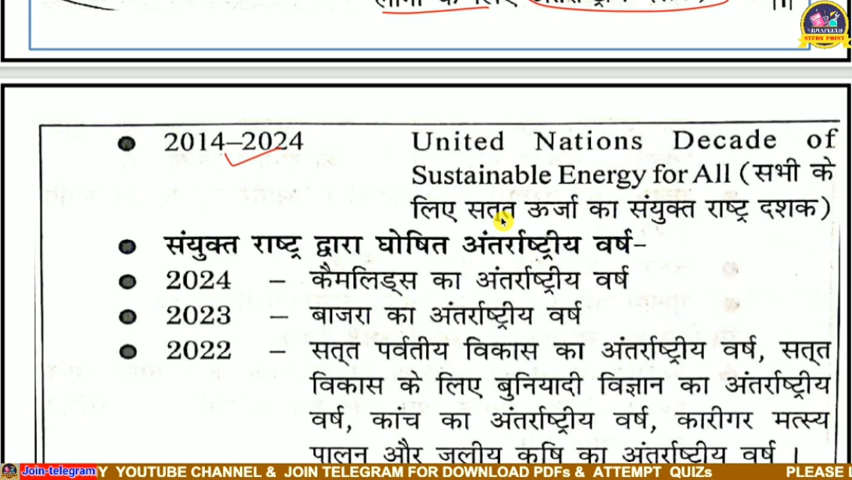 2014–2024 United Nations Decade of
Sustainable Energy for All (सभी के
लिए सतत् ऊर्जा का संयुक्त राष्ट्र दशक)
संयुक्त राष्ट्र द्वारा घोषित अंतर्राष्ट्रीय वर्ष–
2024 – कैमलिड्स का अंतर्राष्ट्रीय वर्ष
2023 – बाजरा का अंतर्राष्ट्रीय वर्ष
2022 – सतत् पर्वतीय विकास का अंतर्राष्ट्रीय वर्ष, सतत्
विकास के लिए बुनियादी विज्ञान का अंतर्राष्ट्रीय
वर्ष, कांच का अंतर्राष्ट्रीय वर्ष, कारीगर मत्स्य
पालन और जलीय कृषि का अंतर्राष्ट्रीय वर्ष ।
Join-telegram Y YOUTUBE CHANNEL & JOIN TELEGRAM FOR DOWNLOAD PDFs & ATTEMPT QUIZs PLEASE L
STUDY POINT